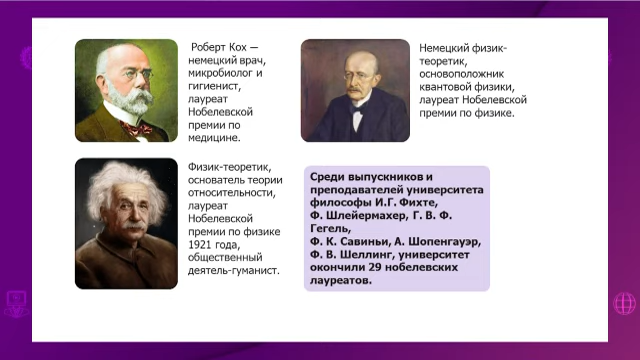 Роберт Кох —
немецкий врач,
микробиолог и
гигиенист,
лауреат
Нобелевской
премии по
медицине.
Немецкий физик-
теоретик,
основоположник
квантовой физики,
лауреат Нобелевской
премии по физике.
Физик-теоретик,
основатель теории
относительности,
лауреат
Нобелевской
премии по физике
1921 года,
общественный
деятель-гуманист.
Среди выпускников и
преподавателей университета
философы И.Г. Фихте,
Ф. Шлейермахер, Г. В. Ф.
Гегель,
Ф. К. Савиньи, А. Шопенгауэр,
Ф. В. Шеллинг, университет
окончили 29 нобелевских
лауреатов.